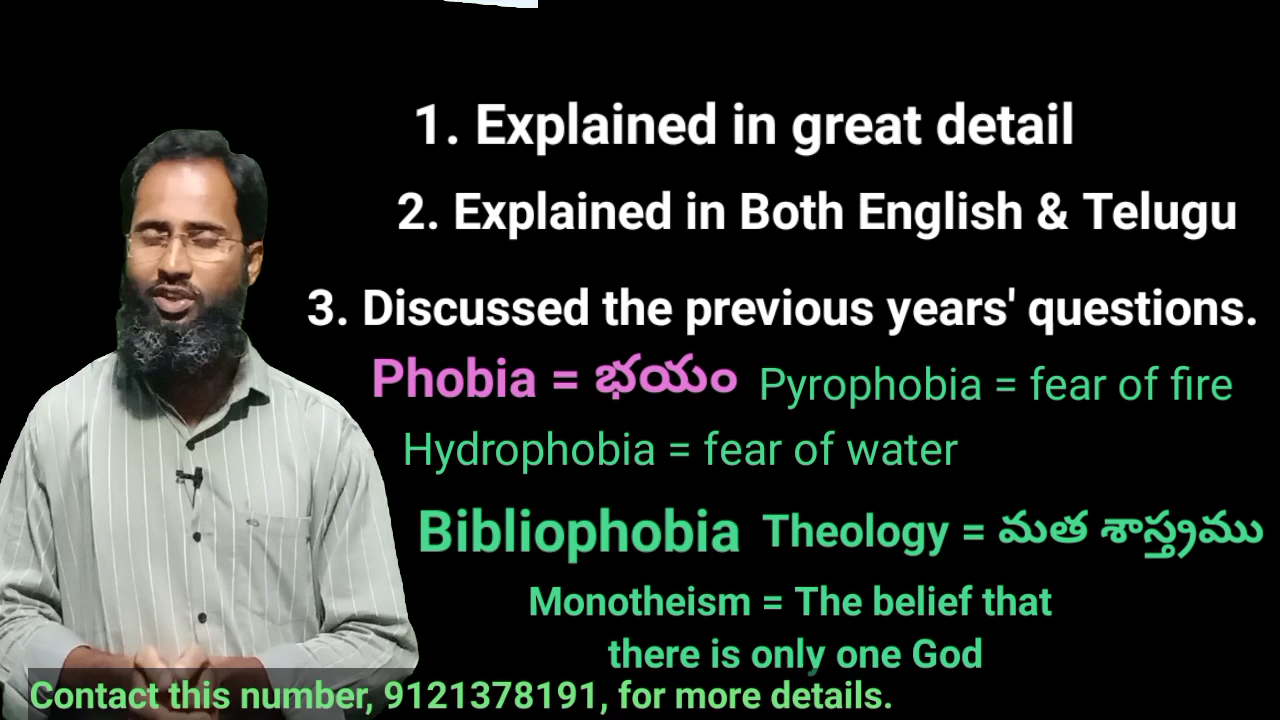 1. Explained in great detail
2. Explained in Both English & Telugu
3. Discussed the previous years' questions.
Phobia = భయం Pyrophobia = fear of fire
Hydrophobia = fear of water
Bibliophobia Theology = మత శాస్త్రము
Monotheism = The belief that
there is only one God
Contact this number, 9121378191, for more details.